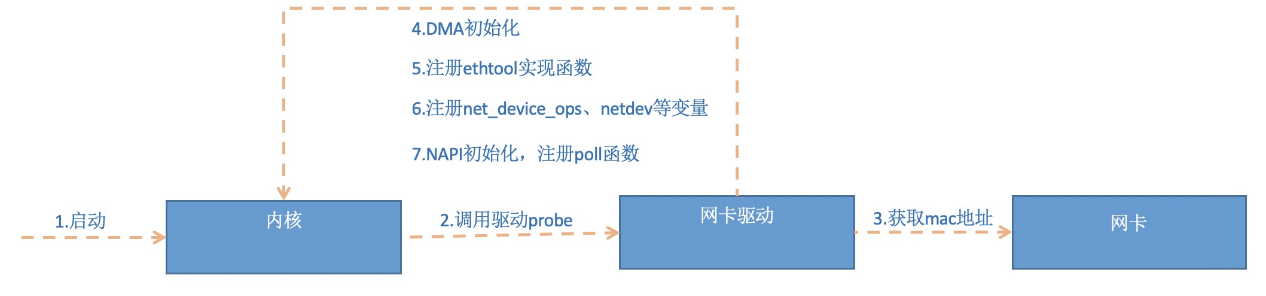 4.DMA初始化
5.注册ethtool实现函数
6.注册net_device_ops、netdev等变量
7.NAPI初始化，注册poll函数
1.启动
内核
2.调用驱动probe
网卡驱动
3.获取mac地址
网卡